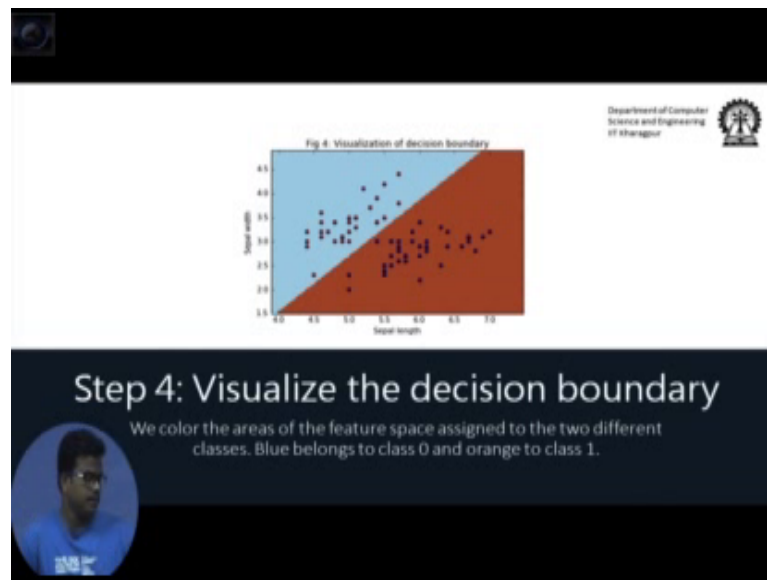 Department of Computer
Science and Engineering
IIT Kharagpur
Fig 4: Visualization of decision boundary
4.5
4.0
3.5
3.0
2.5
2.0
1.5
Sepal width
4.0 4.5 5.0 5.5 6.0 6.5 7.0
Sepal length
Step 4: Visualize the decision boundary
We color the areas of the feature space assigned to the two different
classes. Blue belongs to class 0 and orange to class 1.